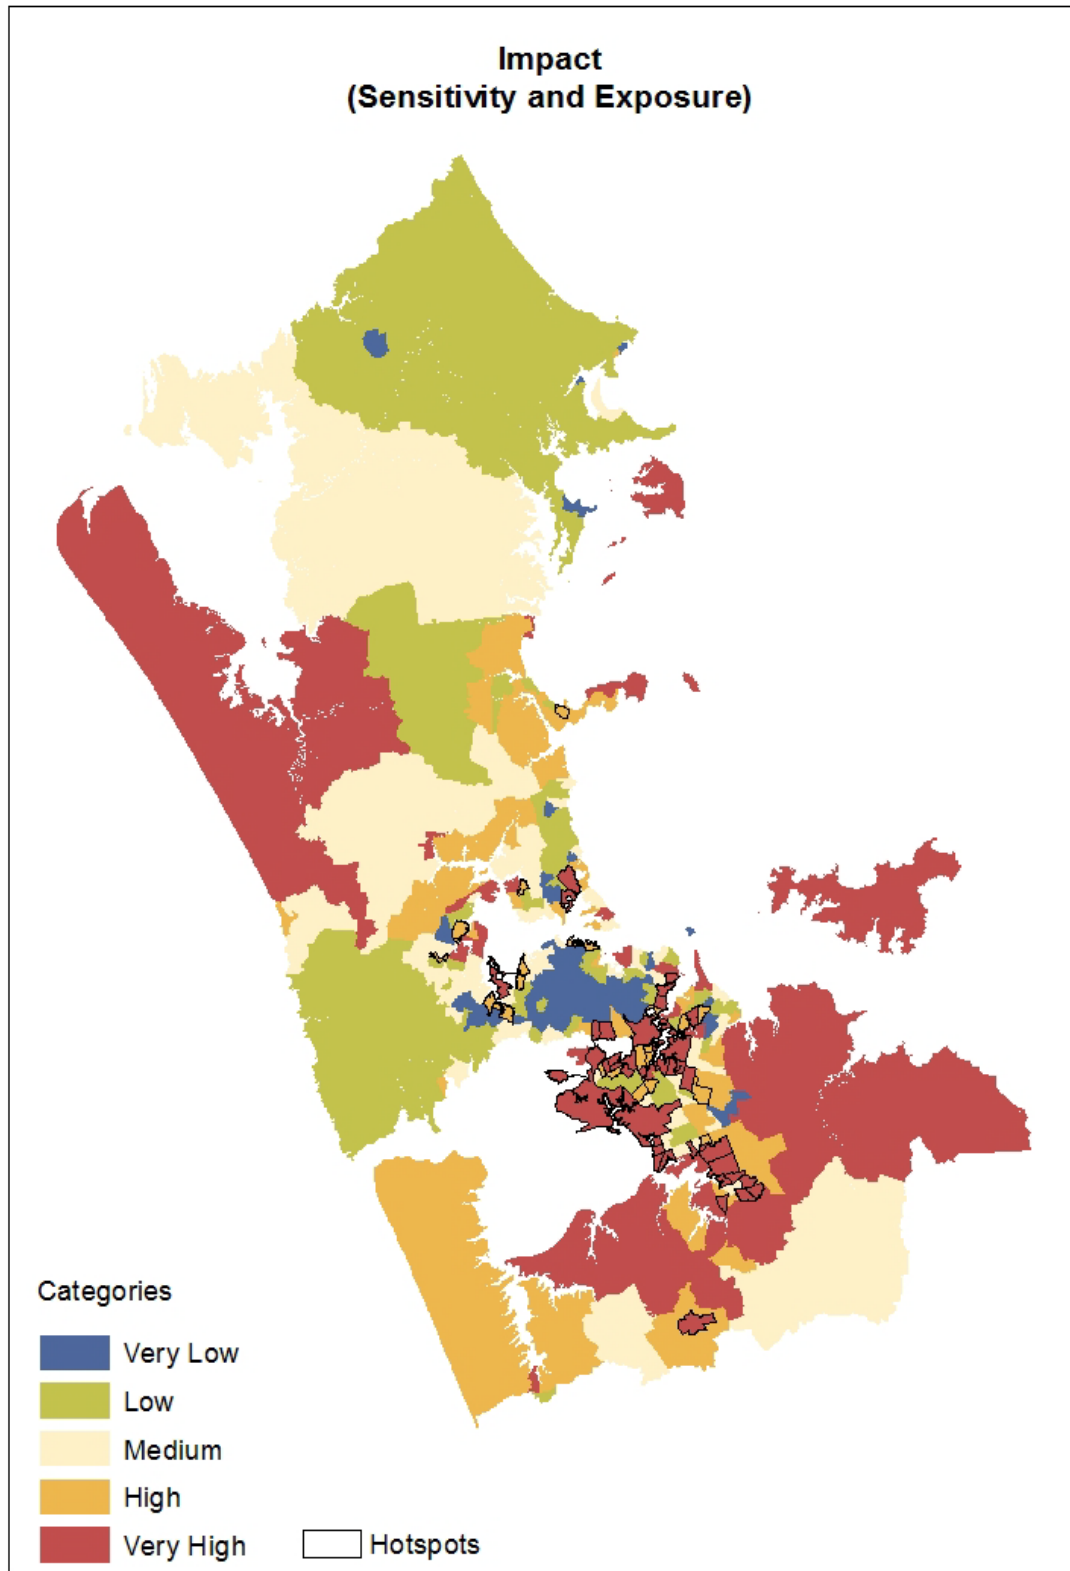 Impact
(Sensitivity and Exposure)
Categories
Very Low
Low
Medium
High
Very High
Hotspots